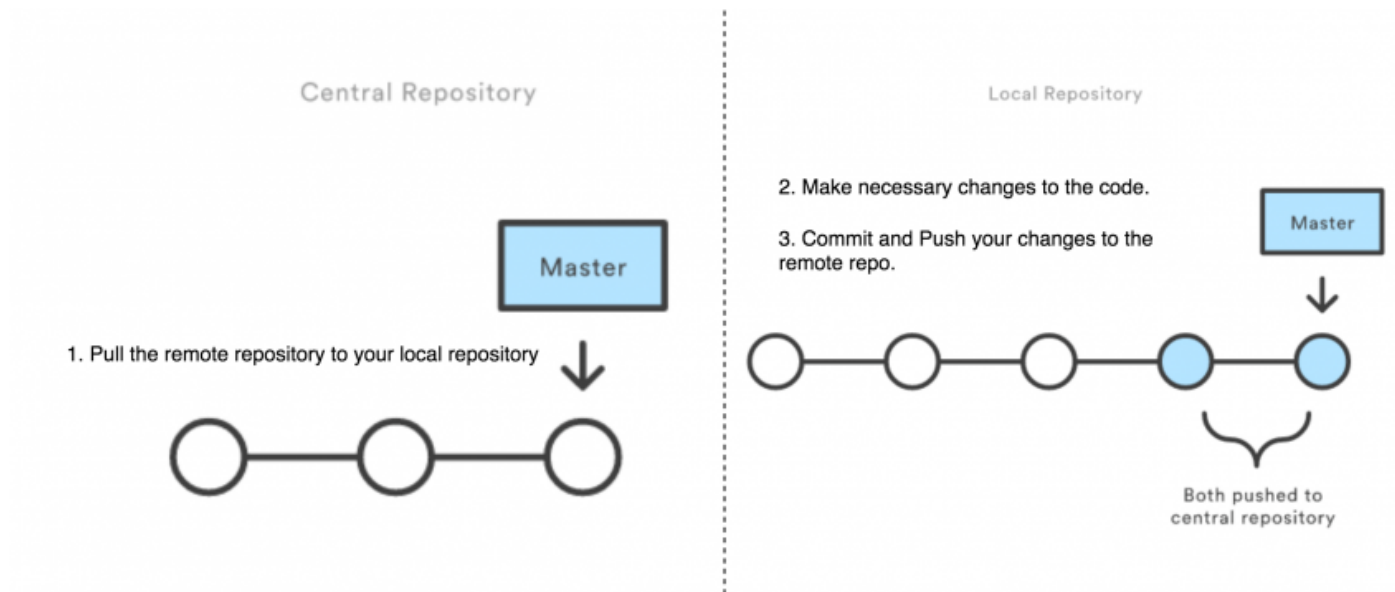 Central Repository
Master
1. Pull the remote repository to your local repository
Local Repository
2. Make necessary changes to the code.
3. Commit and Push your changes to the
remote repo.
Master
Both pushed to
central repository